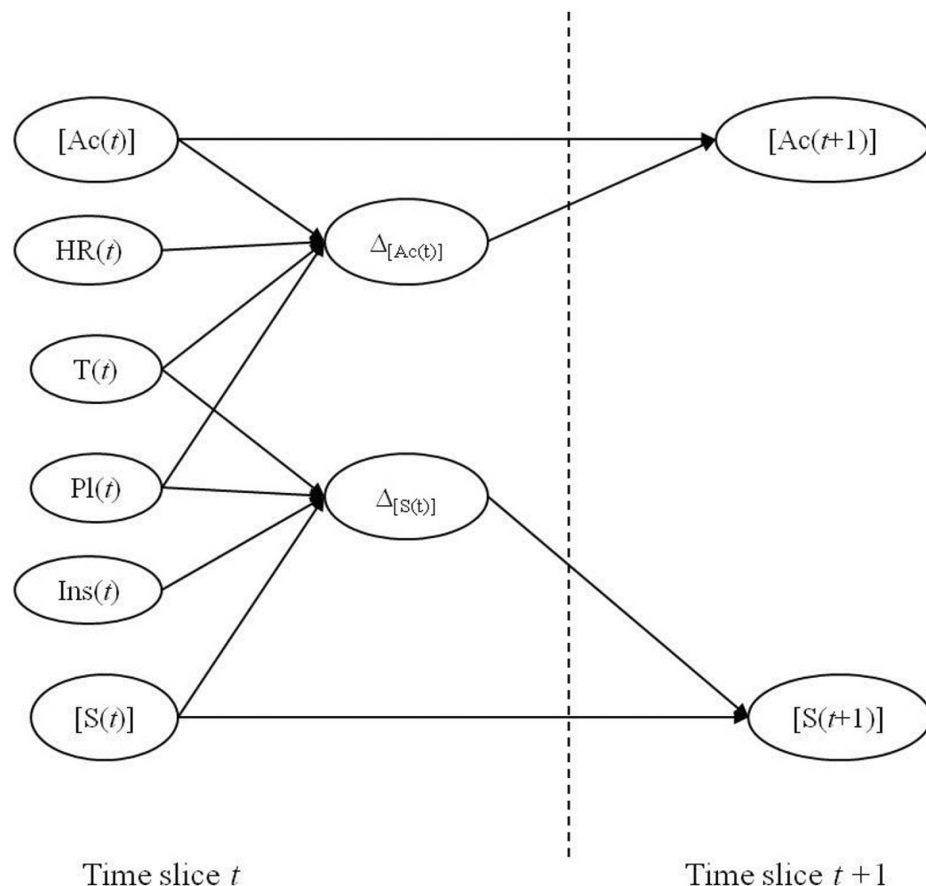 [Ac(t)]
[Ac(t+1)]
HR(t)
Δ[Ac(t)]
T(t)
Pl(t)
Δ[S(t)]
Ins(t)
[S(t)]
[S(t+1)]
Time slice t
Time slice t +1